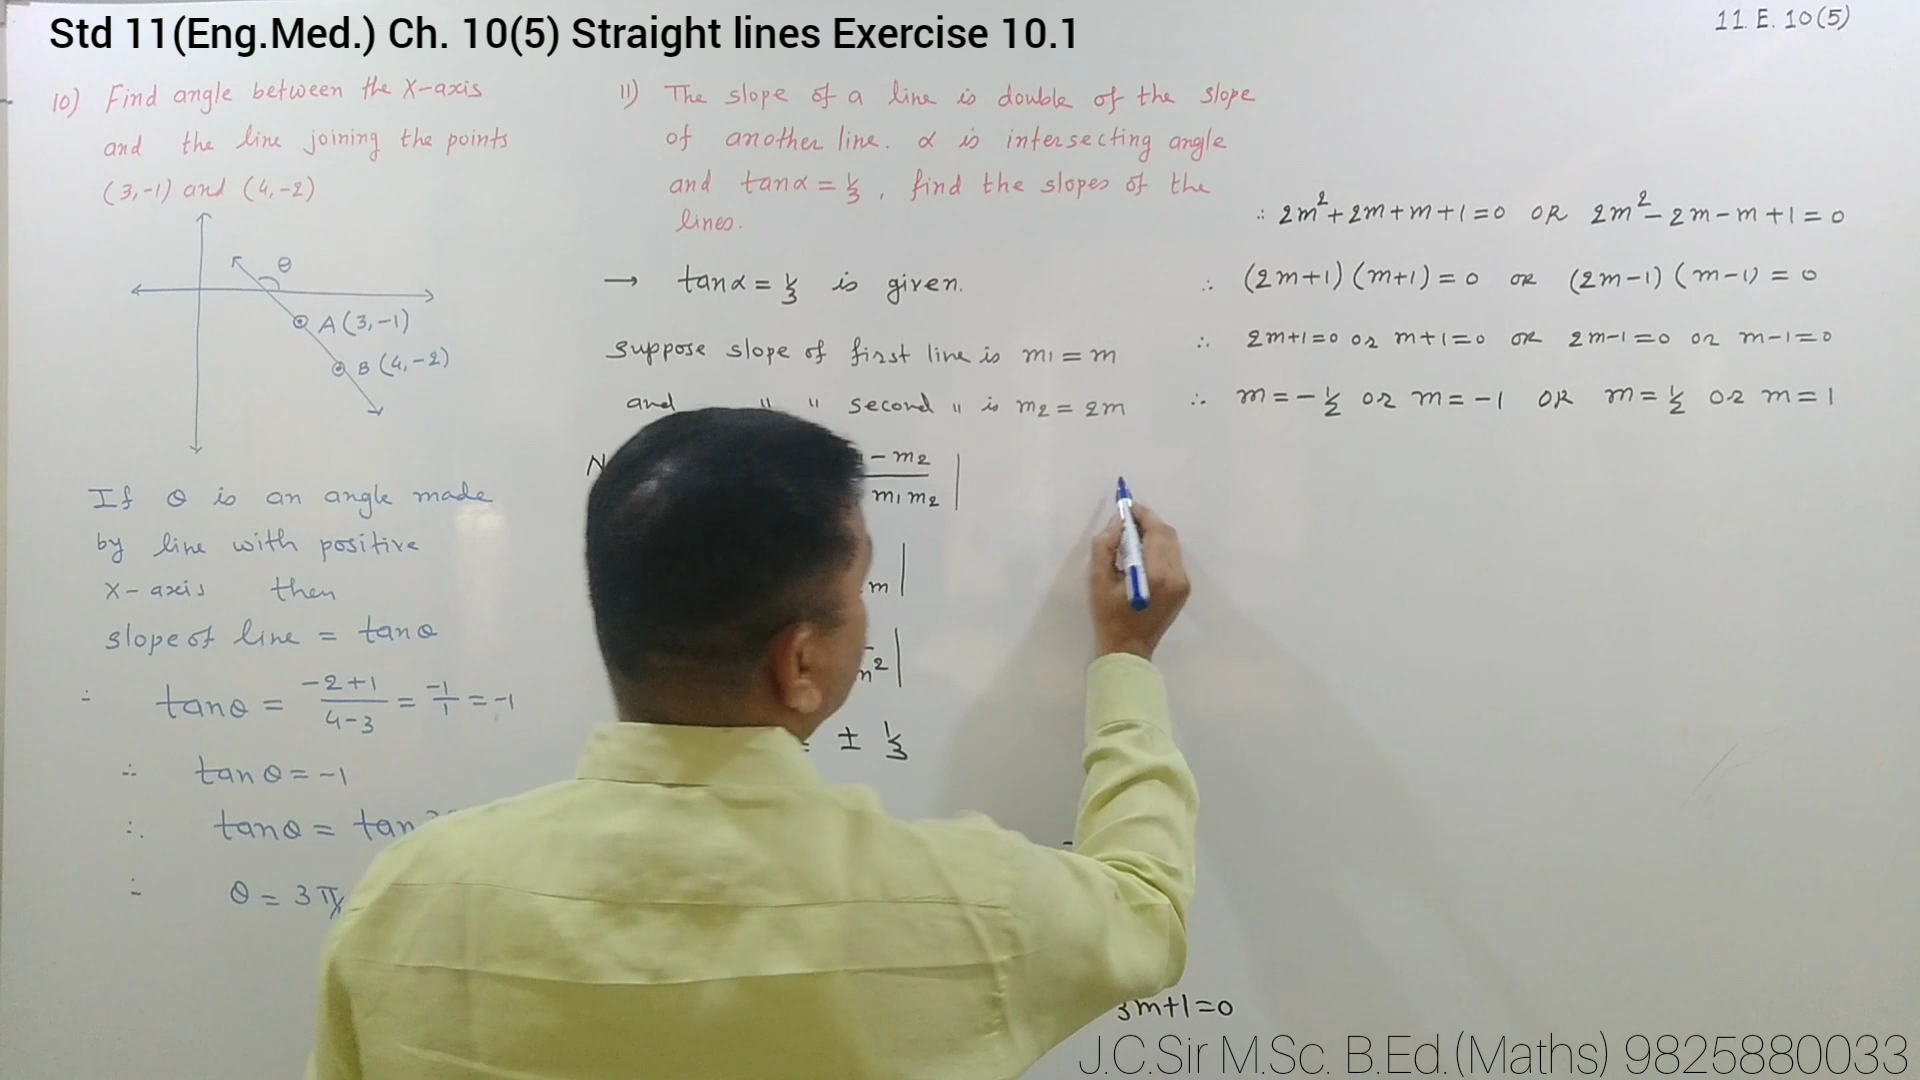 Std 11(Eng.Med.) Ch. 10(5) Straight lines Exercise 10.1
11. E. 10(5)
10) Find angle between the X-axis
and the line joining the points
(3,-1) and (4,-2)
θ
A(3,-1)
B(4,-2)
If θ is an angle made
by line with positive
X-axis then
slope of line = tanθ
∴ tanθ = (-2+1)/(4-3) = -1/1 = -1
∴ tanθ = -1
∴ tanθ = tan
∴ θ = 3π/
11) The slope of a line is double of the slope
of another line. α is intersecting angle
and tanα = 1/3, find the slopes of the
lines.
→ tanα = 1/3 is given.
Suppose slope of first line is m1 = m
and " " second " is m2 = 2m
N
- m2
m1 m2 |
m |
2 |
= ± 1/3
3m+1=0
∴ 2m²+2m+m+1=0 OR 2m²-2m-m+1=0
∴ (2m+1)(m+1)=0 OR (2m-1)(m-1)=0
∴ 2m+1=0 or m+1=0 OR 2m-1=0 or m-1=0
∴ m=-1/2 or m=-1 OR m=1/2 or m=1
J.C.Sir M.Sc. B.Ed.(Maths) 9825880033